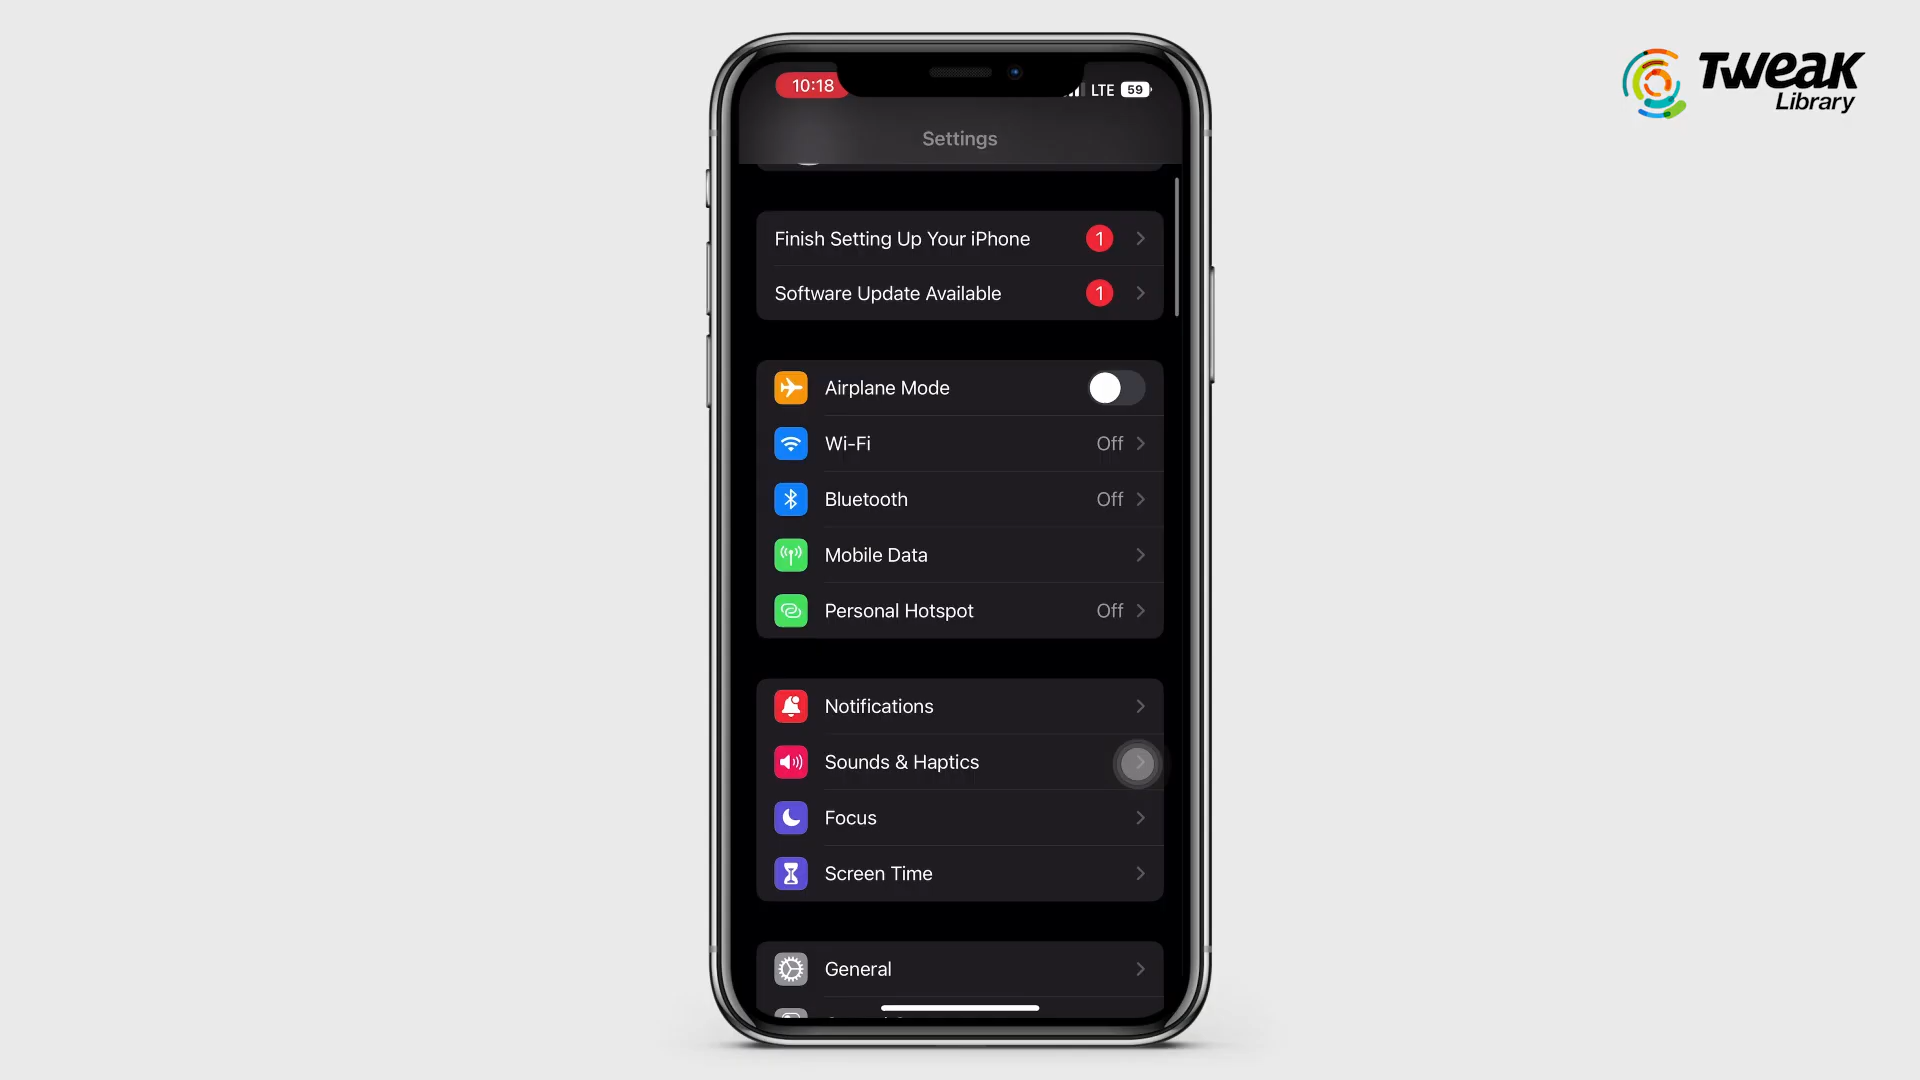 TWEAK
Library
10:18
LTE 59
Settings
Finish Setting Up Your iPhone 1
Software Update Available 1
Airplane Mode
Wi-Fi Off
Bluetooth Off
Mobile Data
Personal Hotspot Off
Notifications
Sounds & Haptics
Focus
Screen Time
General